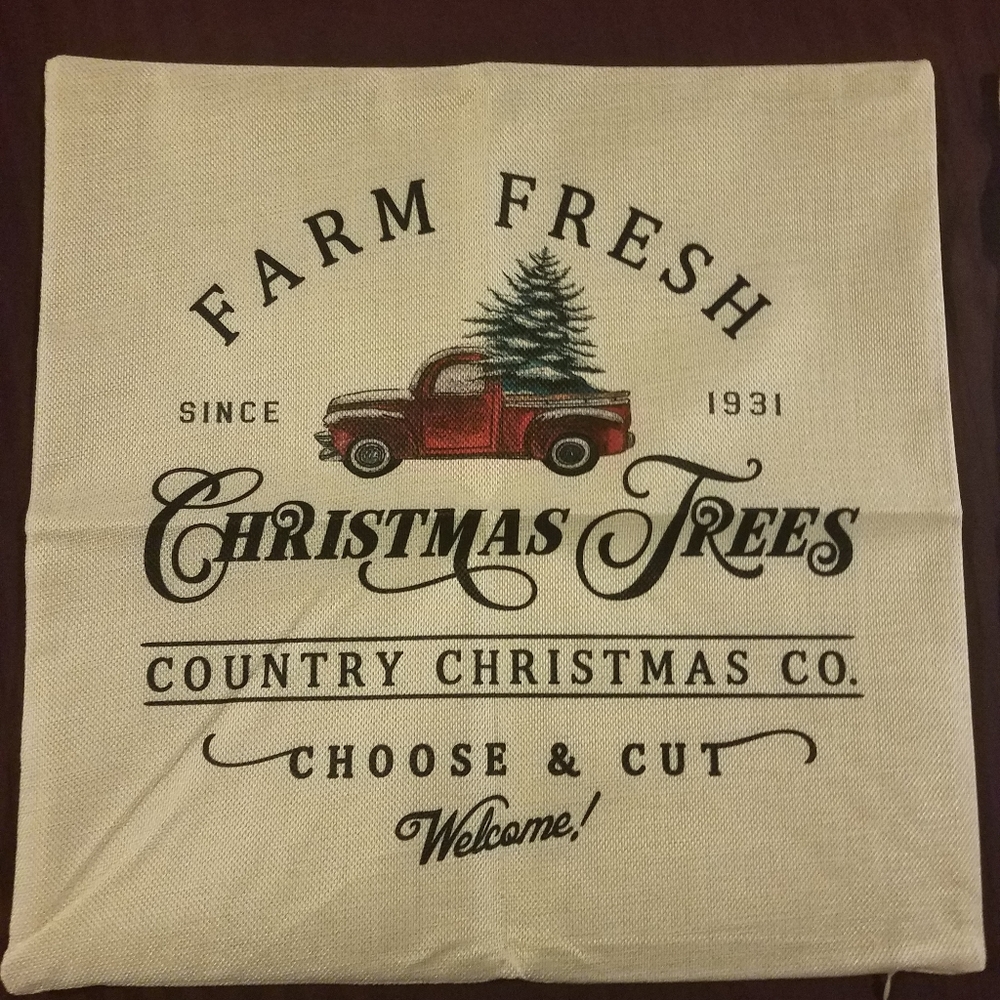 FARM FRESH
SINCE 1931
CHRISTMAS TREES
COUNTRY CHRISTMAS CO.
CHOOSE & CUT
Welcome!